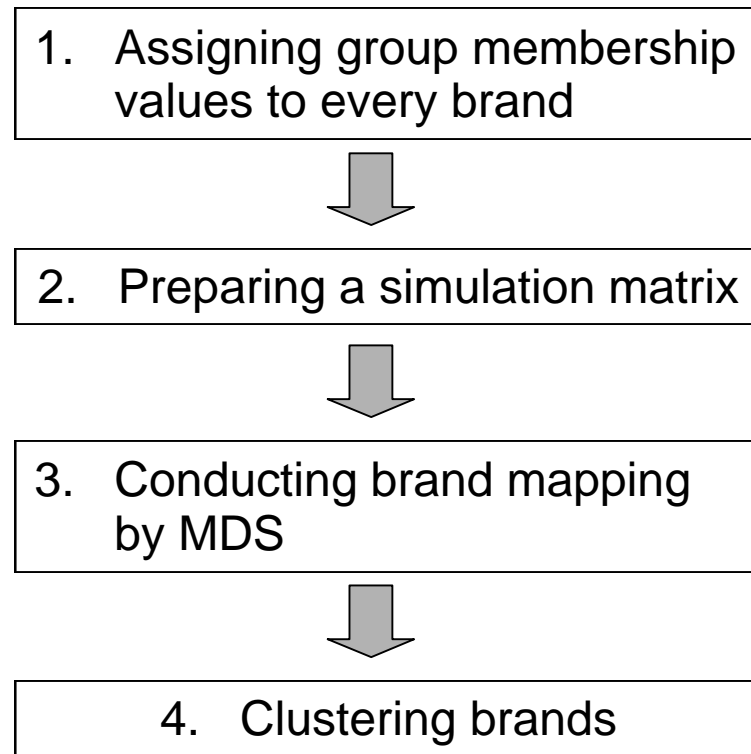 1. Assigning group membership
values to every brand
2. Preparing a simulation matrix
3. Conducting brand mapping
by MDS
4. Clustering brands